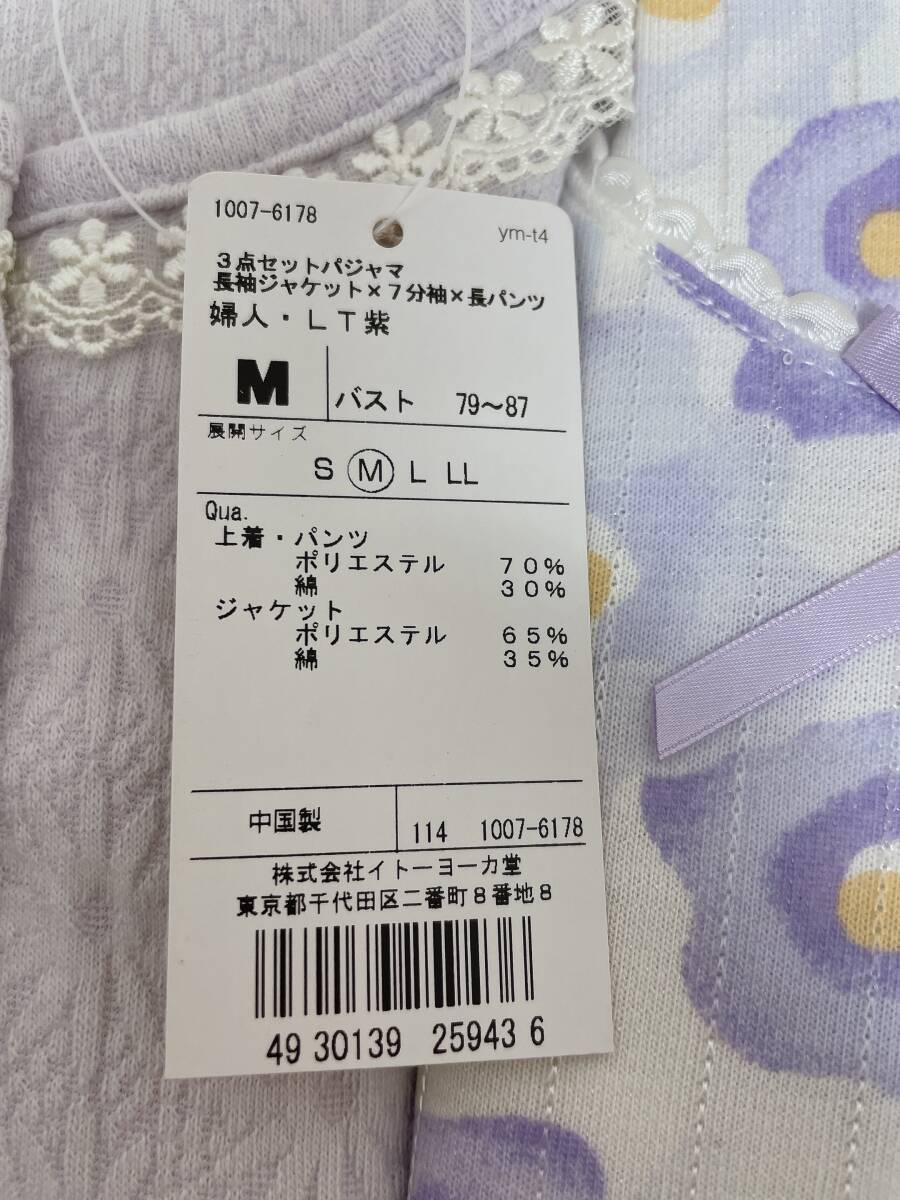 1007-6178
ym-t4
３点セットパジャマ
長袖ジャケット×７分袖×長パンツ
婦人・ＬＴ紫
M バスト 79〜87
展開サイズ
S M L LL
Qua.
上着・パンツ
ポリエステル ７０％
綿 ３０％
ジャケット
ポリエステル ６５％
綿 ３５％
中国製 114 1007-6178
株式会社イトーヨーカ堂
東京都千代田区二番町８番地８
49 30139 25943 6